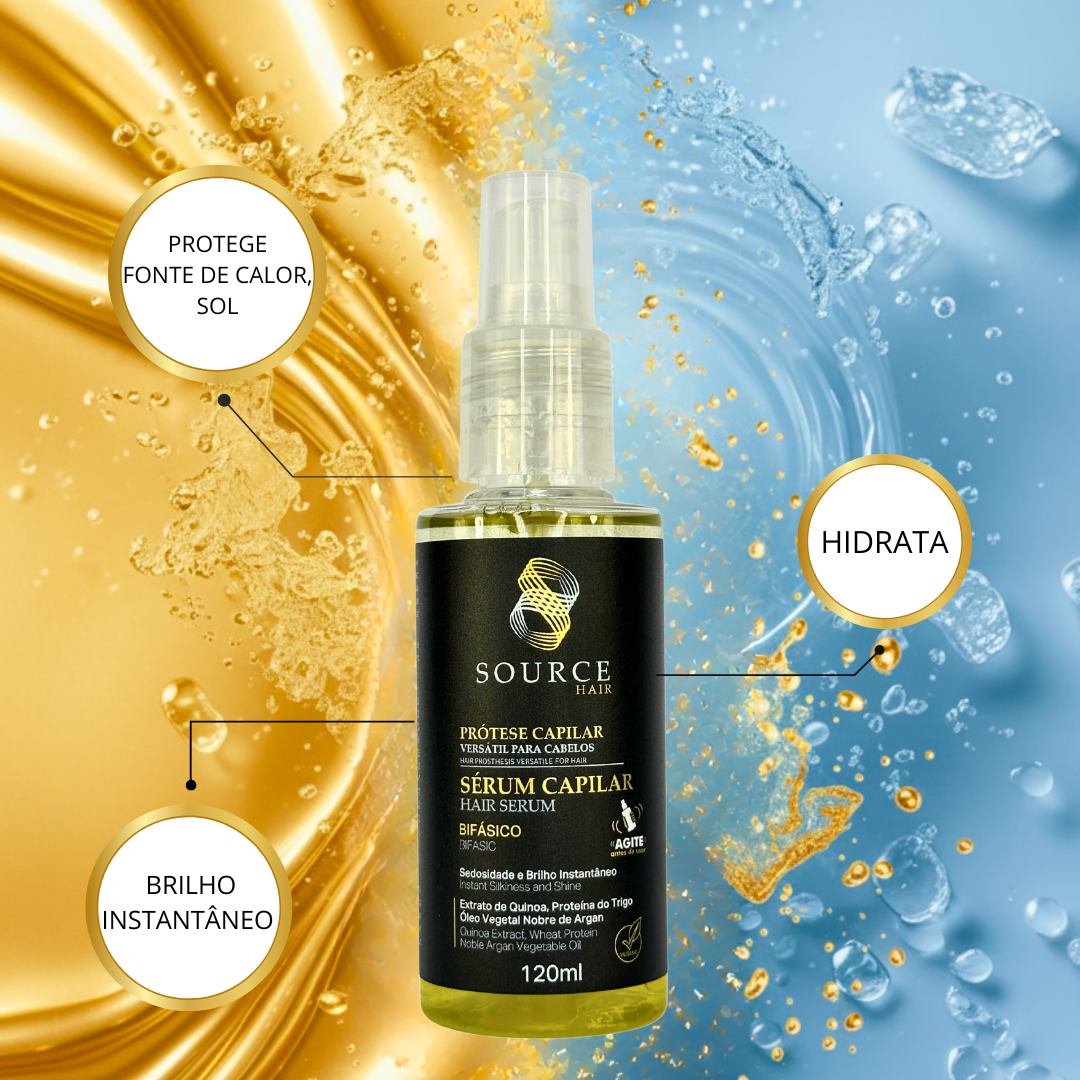 PROTEGE
FONTE DE CALOR,
SOL
HIDRATA
BRILHO
INSTANTÂNEO
SOURCE
HAIR
PRÓTESE CAPILAR
VERSÁTIL PARA CABELOS
HAIR PROSTHESIS VERSATILE FOR HAIR
SÉRUM CAPILAR
HAIR SERUM
BIFÁSICO
BIFASIC
AGITE
antes de usar
Sedosidade e Brilho Instantâneo
Instant Silkiness and Shine
Extrato de Quinoa, Proteína do Trigo
Óleo Vegetal Nobre de Argan
Quinoa Extract, Wheat Protein
Noble Argan Vegetable Oil
VEGANO
120ml